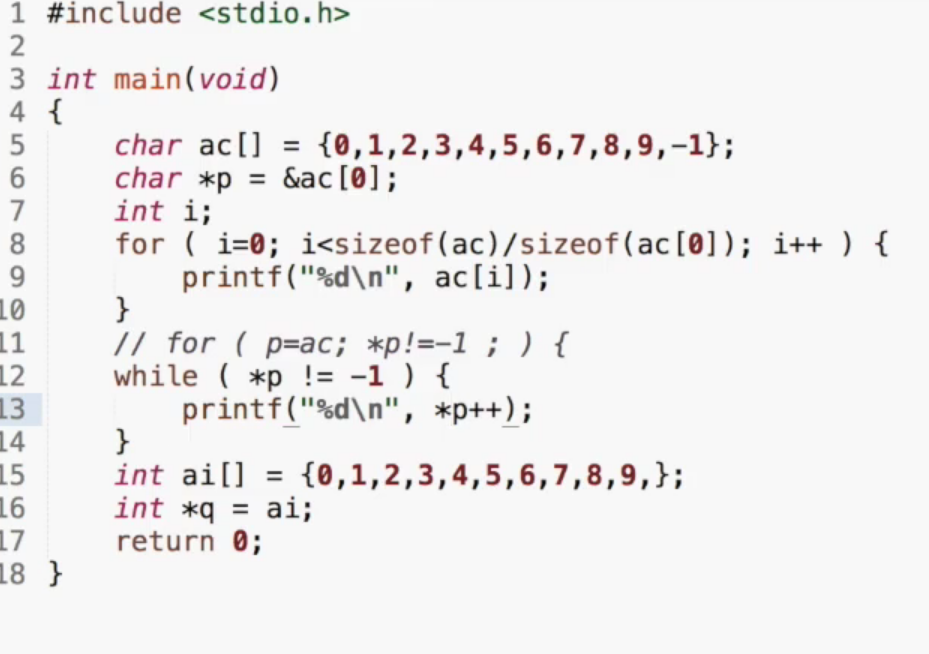 1 #include <stdio.h>
2
3 int main(void)
4 {
5     char ac[] = {0,1,2,3,4,5,6,7,8,9,-1};
6     char *p = &ac[0];
7     int i;
8     for ( i=0; i<sizeof(ac)/sizeof(ac[0]); i++ ) {
9         printf("%d\n", ac[i]);
10     }
11     // for ( p=ac; *p!=-1 ; ) {
12     while ( *p != -1 ) {
13         printf("%d\n", *p++);
14     }
15     int ai[] = {0,1,2,3,4,5,6,7,8,9,};
16     int *q = ai;
17     return 0;
18 }